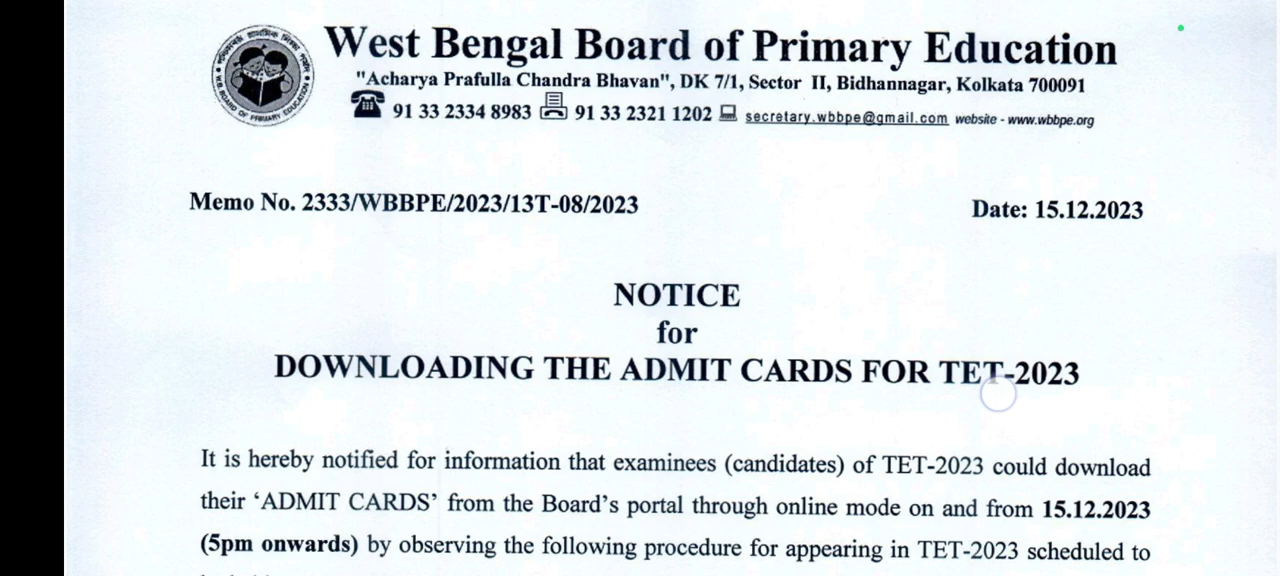 West Bengal Board of Primary Education
"Acharya Prafulla Chandra Bhavan", DK 7/1, Sector II, Bidhannagar, Kolkata 700091
91 33 2334 8983 91 33 2321 1202 secretary.wbbpe@gmail.com website - www.wbbpe.org
W.B. BOARD OF PRIMARY EDUCATION
Memo No. 2333/WBBPE/2023/13T-08/2023
Date: 15.12.2023
NOTICE
for
DOWNLOADING THE ADMIT CARDS FOR TET-2023
It is hereby notified for information that examinees (candidates) of TET-2023 could download
their ‘ADMIT CARDS’ from the Board’s portal through online mode on and from 15.12.2023
(5pm onwards) by observing the following procedure for appearing in TET-2023 scheduled to